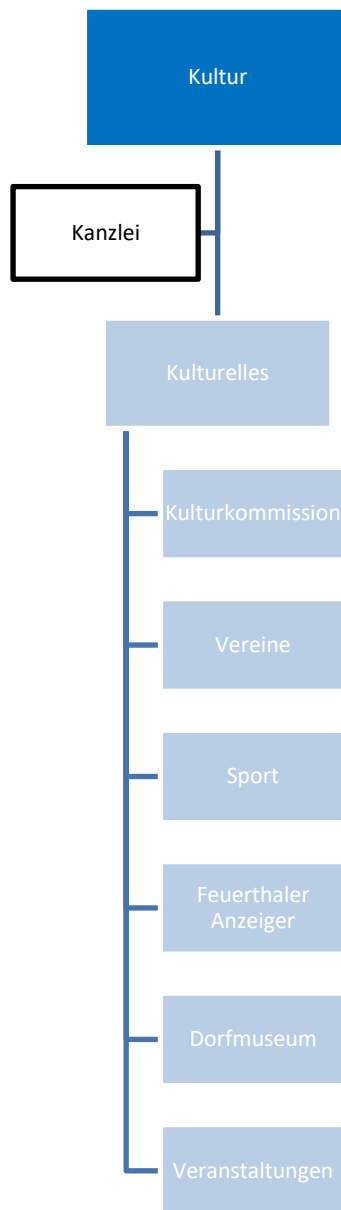 Kultur
Kanzlei
Kulturelles
Kulturkommission
Vereine
Sport
Feuerthaler
Anzeiger
Dorfmuseum
Veranstaltungen